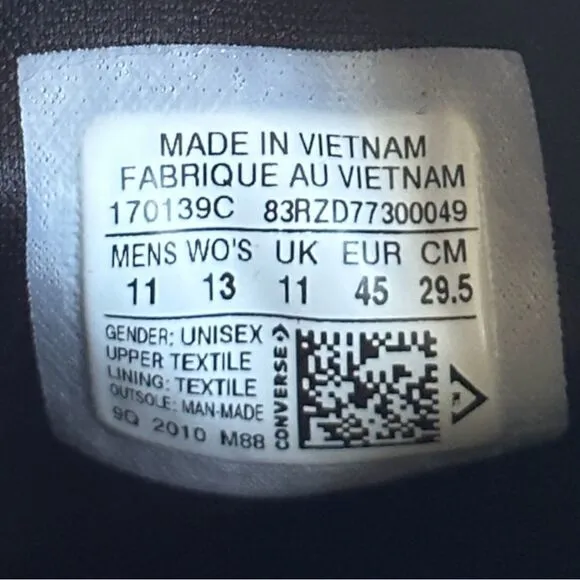 MADE IN VIETNAM
FABRIQUE AU VIETNAM
170139C 83RZD77300049
MENS WO'S UK EUR CM
11 13 11 45 29.5
GENDER: UNISEX
UPPER TEXTILE
LINING: TEXTILE
OUTSOLE: MAN-MADE
9Q 2010 M88
CONVERSE